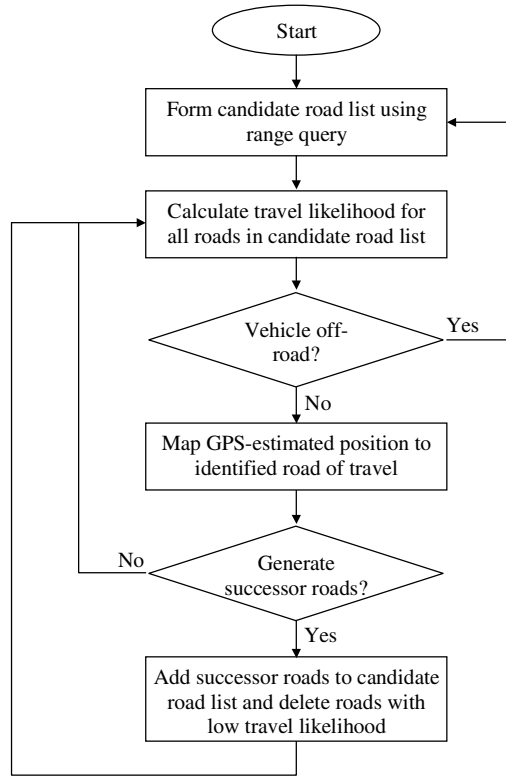 Start
Form candidate road list using
range query
Calculate travel likelihood for
all roads in candidate road list
Vehicle off-
road?
Yes
No
Map GPS-estimated position to
identified road of travel
No
Generate
successor roads?
Yes
Add successor roads to candidate
road list and delete roads with
low travel likelihood